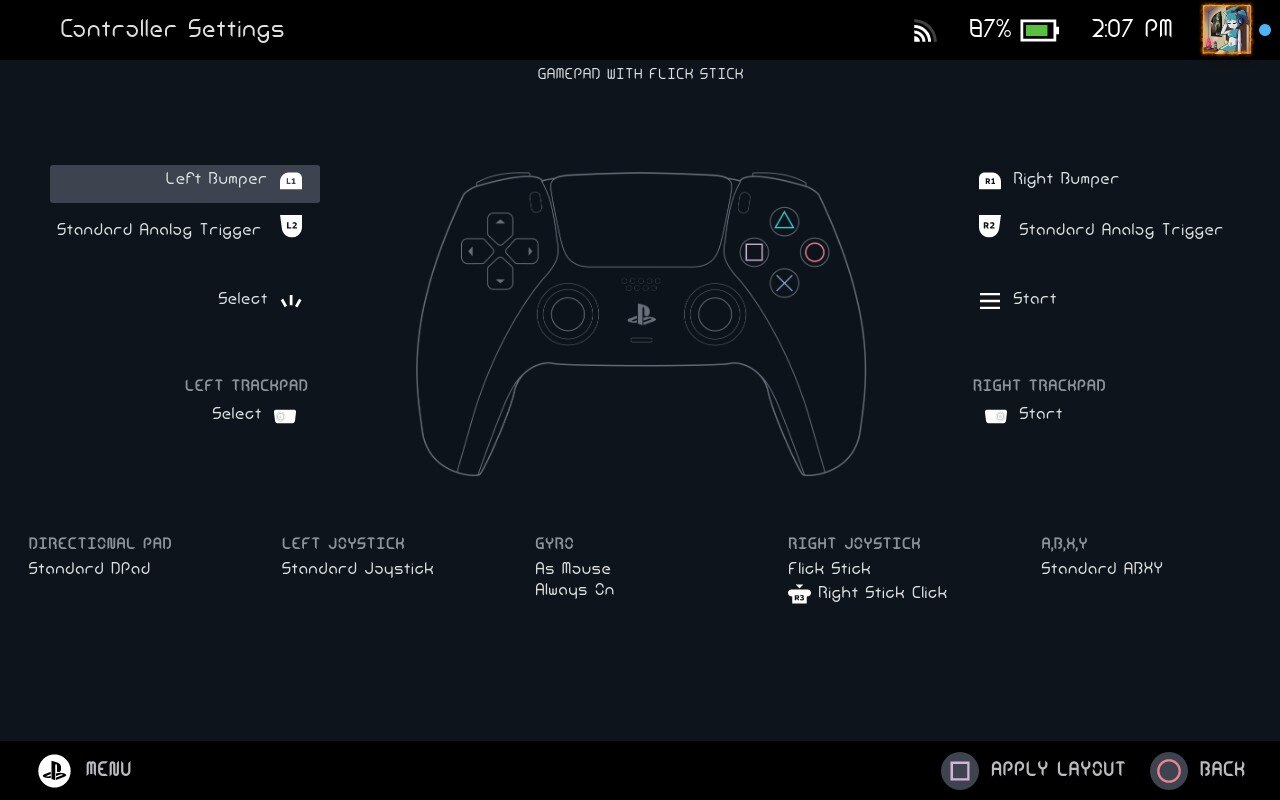 Controller Settings
87%
2:07 PM
GAMEPAD WITH FLICK STICK
Left Bumper L1
R1 Right Bumper
Standard Analog Trigger L2
R2 Standard Analog Trigger
Select
Start
LEFT TRACKPAD
RIGHT TRACKPAD
Select
Start
DIRECTIONAL PAD
Standard DPad
LEFT JOYSTICK
Standard Joystick
GYRO
As Mouse
Always On
RIGHT JOYSTICK
Flick Stick
R3 Right Stick Click
A,B,X,Y
Standard ABXY
MENU
APPLY LAYOUT
BACK